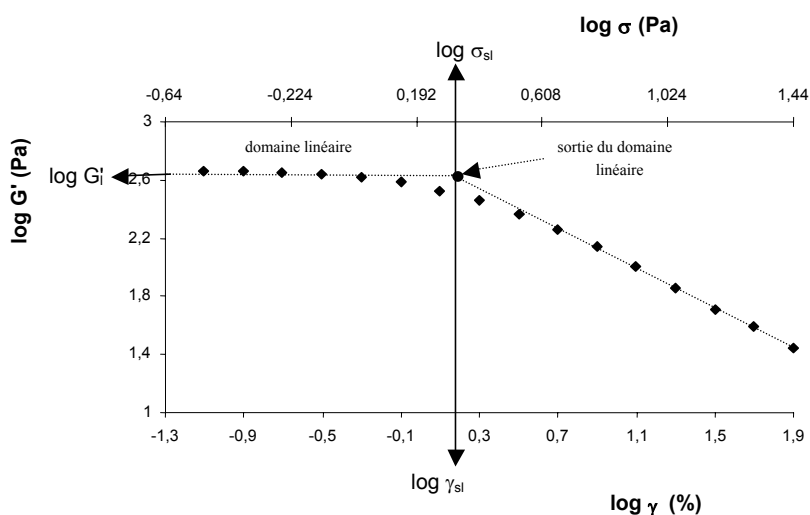 log σ (Pa)
log σsl
-0,64 -0,224 0,192 0,608 1,024 1,44
3
domaine linéaire
sortie du domaine
linéaire
log G' (Pa)
log G'l
2,6
2,2
1,8
1,4
1
-1,3 -0,9 -0,5 -0,1 0,3 0,7 1,1 1,5 1,9
log γsl
log γ (%)